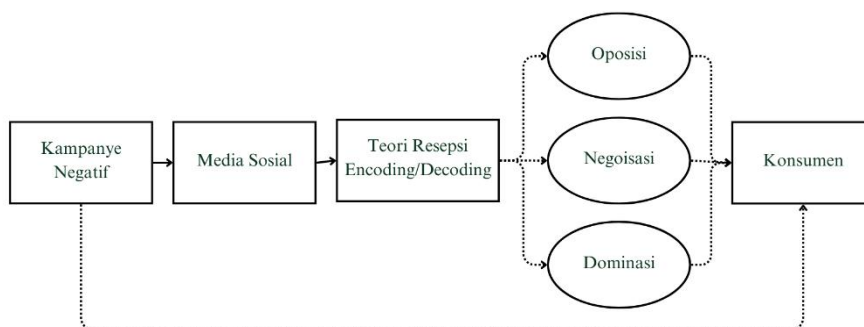 Kampanye
Negatif
Media Sosial
Teori Resepsi
Encoding/Decoding
Oposisi
Negoisasi
Dominasi
Konsumen